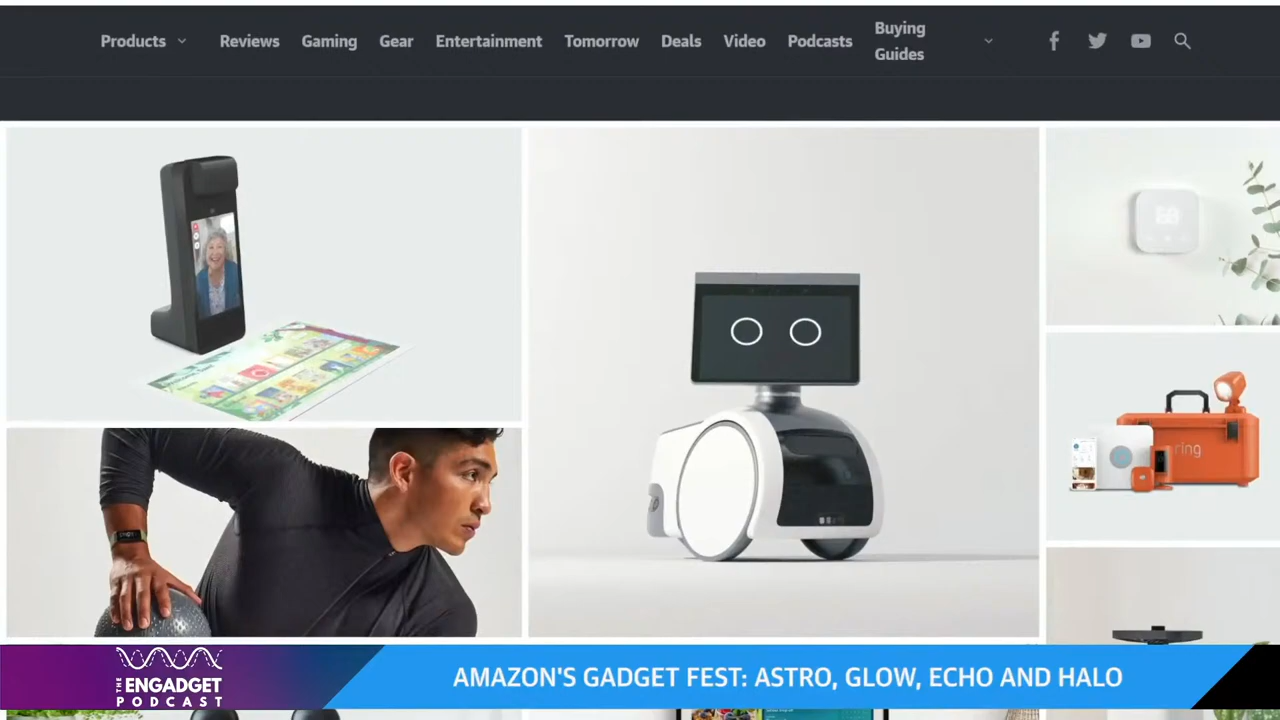 Products
Reviews
Gaming
Gear
Entertainment
Tomorrow
Deals
Video
Podcasts
Buying
Guides
ring
THE
ENGADGET
PODCAST
AMAZON'S GADGET FEST: ASTRO, GLOW, ECHO AND HALO